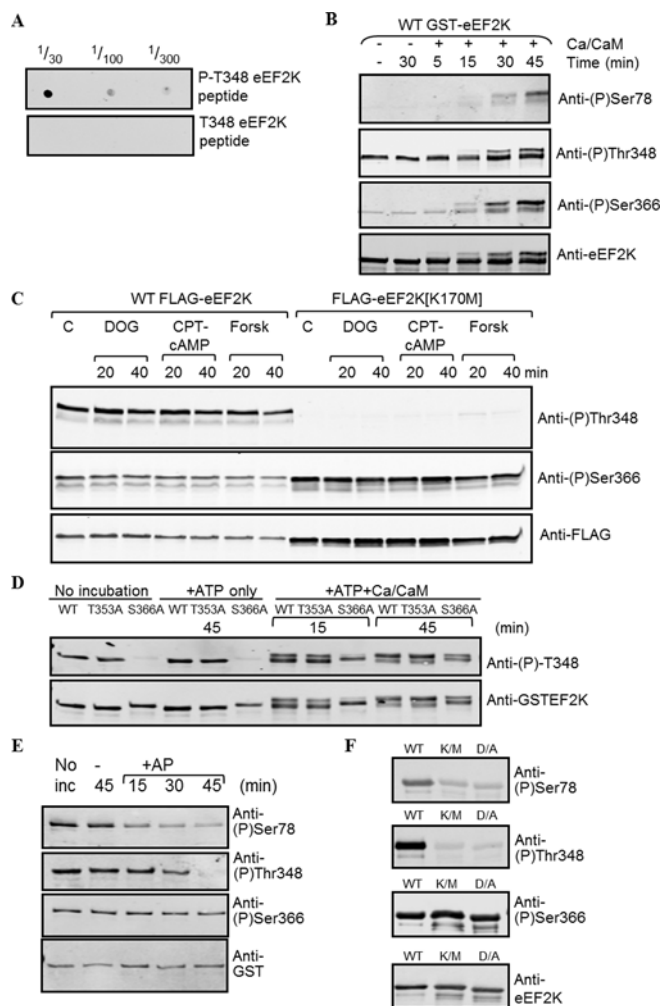 A
1/30 1/100 1/300
P-T348 eEF2K
peptide
T348 eEF2K
peptide
B
WT GST-eEF2K
- - + + + + Ca/CaM
- 30 5 15 30 45 Time (min)
Anti-(P)Ser78
Anti-(P)Thr348
Anti-(P)Ser366
Anti-eEF2K
C
WT FLAG-eEF2K FLAG-eEF2K[K170M]
C DOG CPT-cAMP Forsk C DOG CPT-cAMP Forsk
20 40 20 40 20 40 20 40 20 40 20 40 min
Anti-(P)Thr348
Anti-(P)Ser366
Anti-FLAG
D
No incubation +ATP only +ATP+Ca/CaM
WT T353A S366A WT T353A S366A WT T353A S366A WT T353A S366A
45 15 45 (min)
Anti-(P)-T348
Anti-GSTEF2K
E
No - +AP
inc 45 15 30 45 (min)
Anti-
(P)Ser78
Anti-
(P)Thr348
Anti-
(P)Ser366
Anti-
GST
F
WT K/M D/A
Anti-
(P)Ser78
WT K/M D/A
Anti-
(P)Thr348
WT K/M D/A
Anti-
(P)Ser366
WT K/M D/A
Anti-
eEF2K